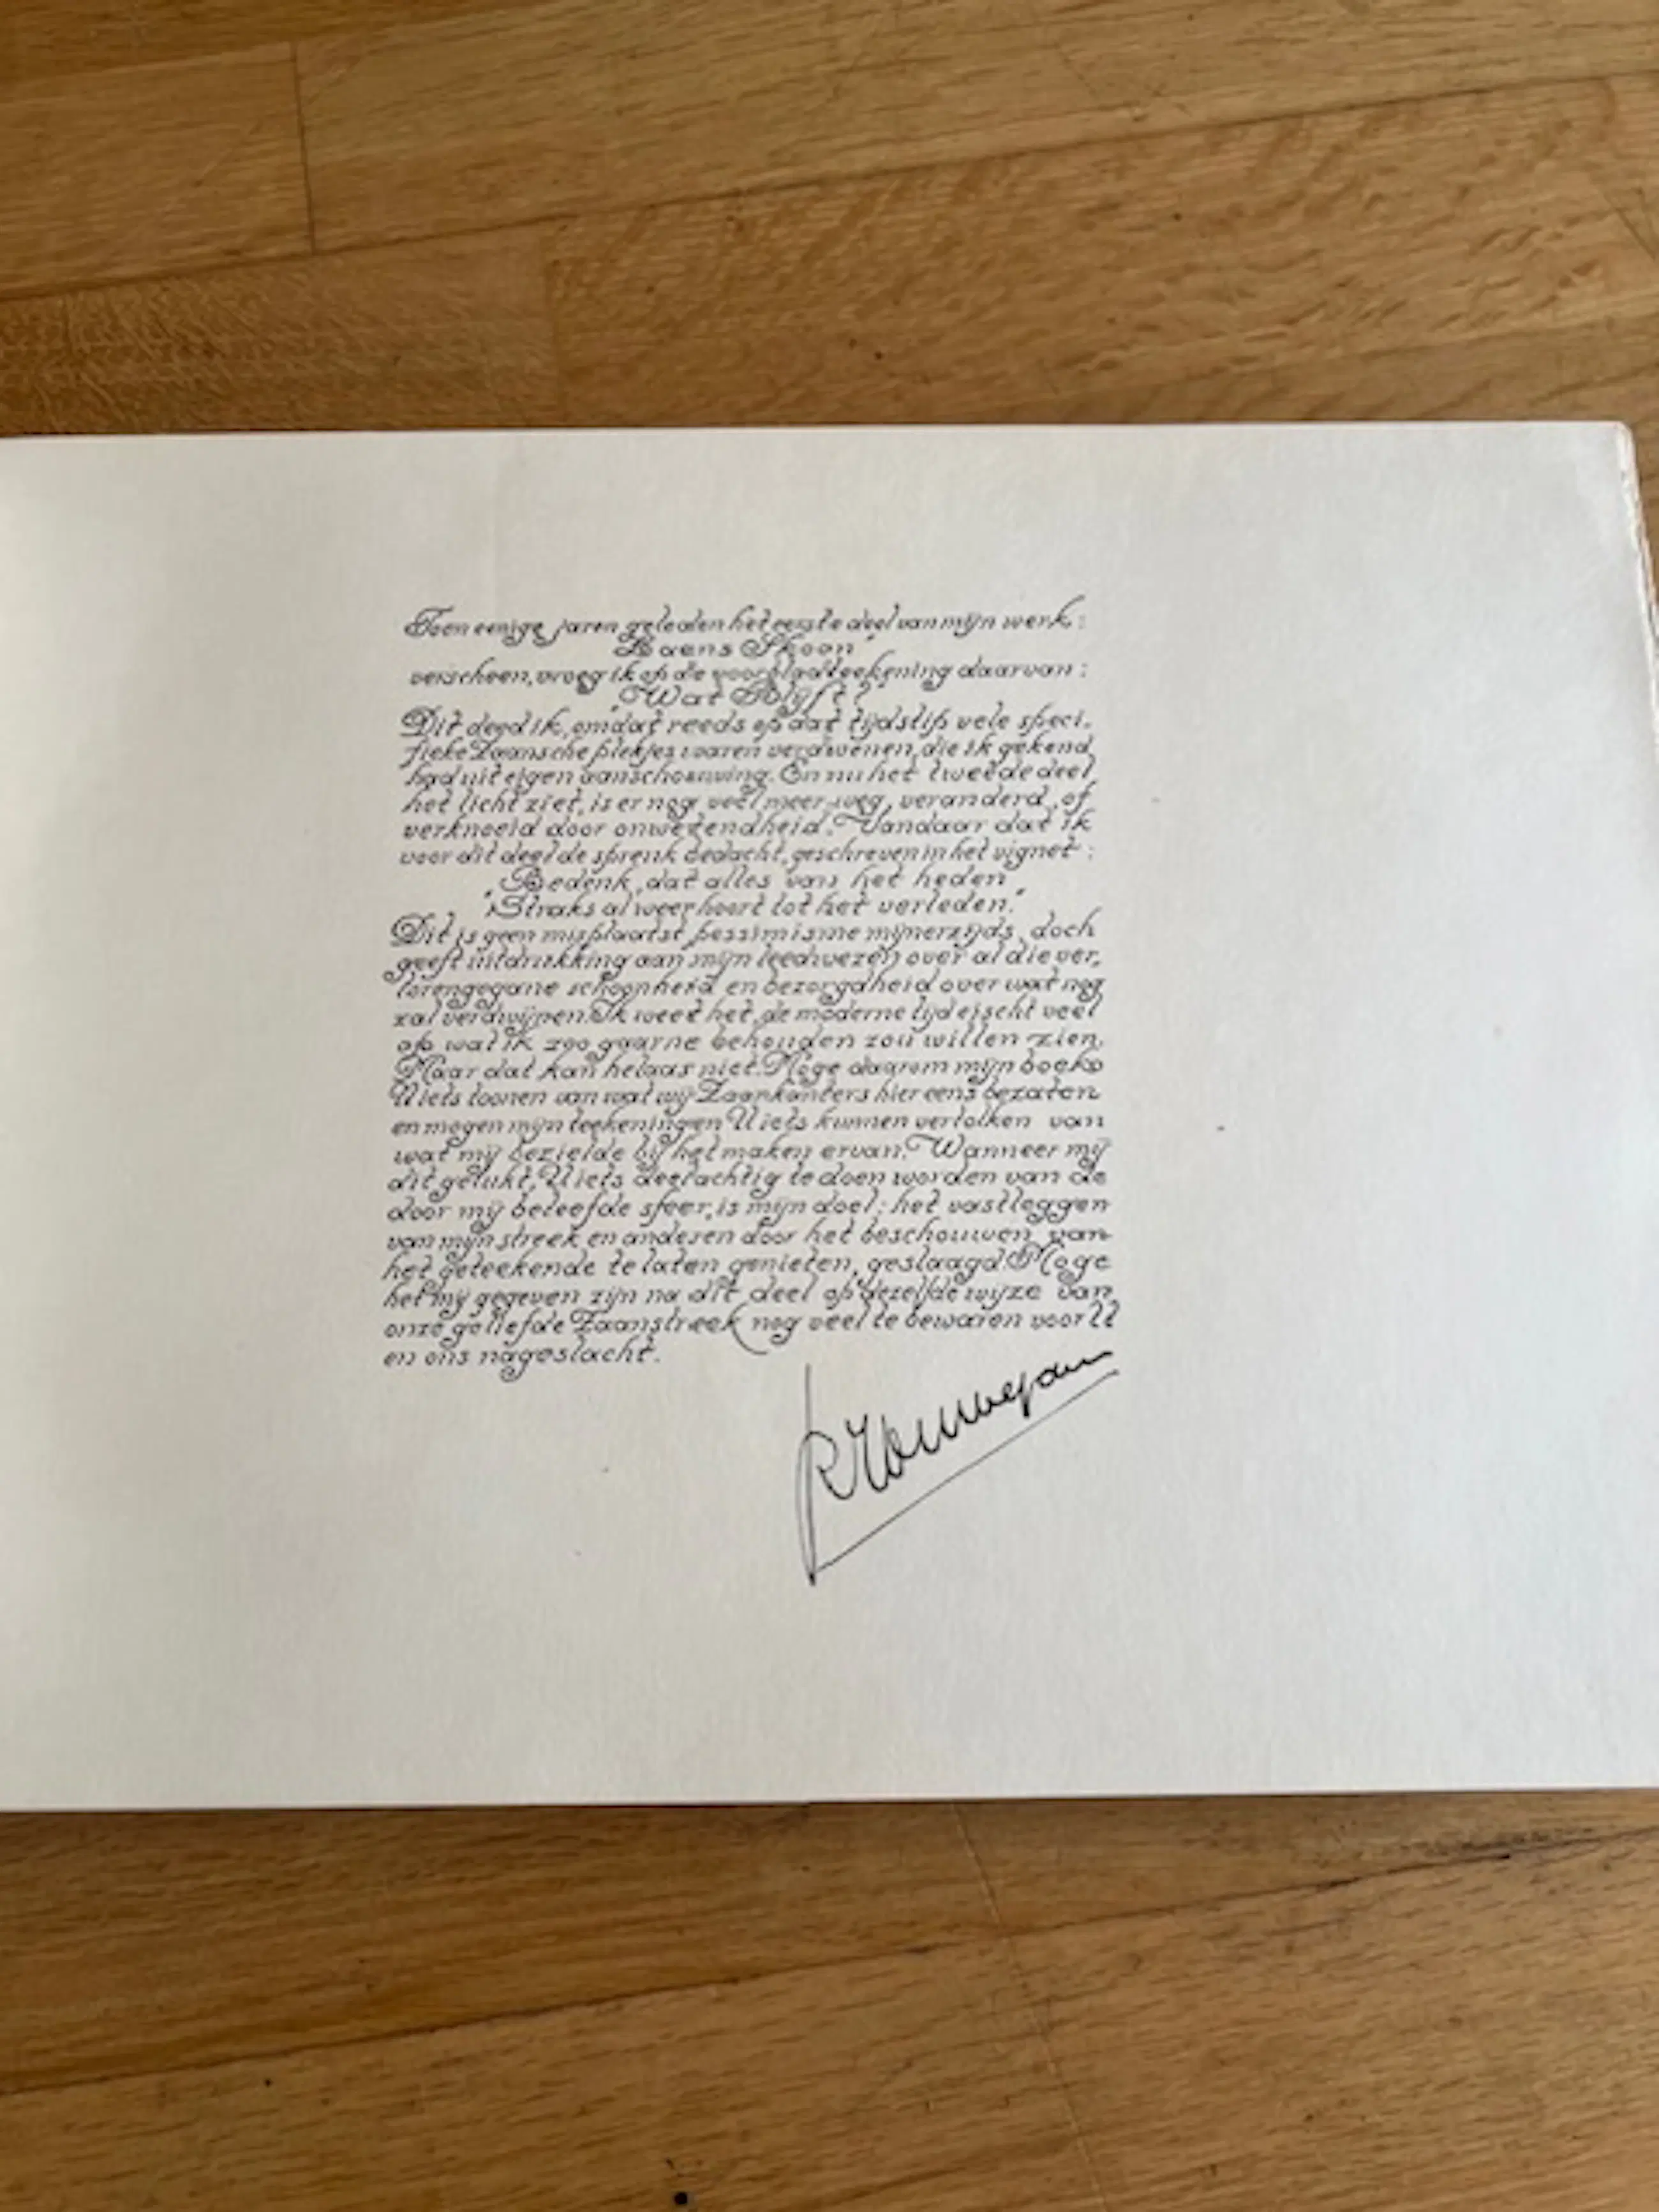 Toen eenige jaren geleden het eerste deel van mijn werk:
Zaens Skoon"
verscheen, vroeg ik op de voorplaatteekening daarvan:
"Wat Blijft?"
Dit deed ik, omdat reeds op dat tijdstip vele speci-
fieke Zaansche plekjes waren verdwenen, die ik gekend
had uit eigen aanschouwing. En nu het tweede deel
het licht ziet, is er nog veel meer weg, veranderd, of
verknoeid door onwetendheid. Vandaar dat ik
voor dit deel de spreuk bedacht, geschreven in het vignet:
"Bedenk, dat alles van het heden"
"Straks alweer hoort tot het verleden."
Dit is geen misplaatst pessimisme mijnerzijds, doch
geeft uitdrukking aan mijn leedwezen over al die ver-
lorengegane schoonheid en bezorgdheid over wat nog
zal verdwijnen. Ik weet het, de moderne tijd eischt veel
op wat ik zoo gaarne behouden zou willen zien.
Maar dat kan helaas niet. Moge daarom mijn boeks
U iets toonen van wat wij Zaankanters hier eens bezaten
en mogen mijn teekeningen U iets kunnen vertolken van
wat mij bezielde bij het maken ervan. Wanneer mij
dit gelukt, U iets deelachtig te doen worden van de
door mij beleefde sfeer, is mijn doel: het vastleggen
van mijn streek en anderen door het beschouwen van
het geteekende te laten genieten, geslaagd. Moge
het mij gegeven zijn na dit deel op dezelfde wijze van
onze geliefde Zaanstreek nog veel te bewaren voor U
en ons nageslacht.